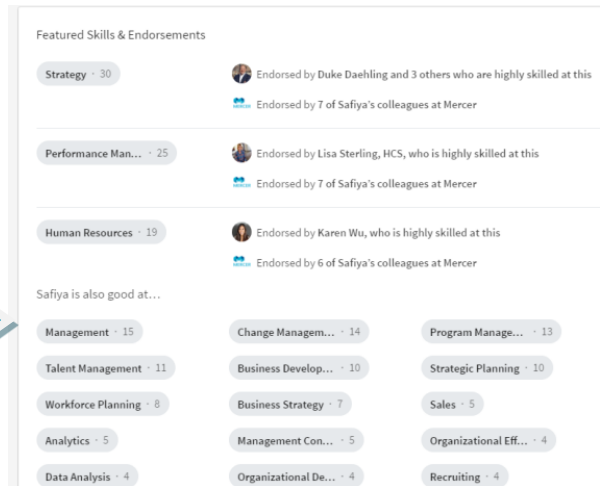 Featured Skills & Endorsements
Strategy · 30
Endorsed by Duke Daehling and 3 others who are highly skilled at this
Endorsed by 7 of Safiya's colleagues at Mercer
Performance Man... · 25
Endorsed by Lisa Sterling, HCS, who is highly skilled at this
Endorsed by 7 of Safiya's colleagues at Mercer
Human Resources · 19
Endorsed by Karen Wu, who is highly skilled at this
Endorsed by 6 of Safiya's colleagues at Mercer
Safiya is also good at...
Management · 15 Change Managem... · 14 Program Manage... · 13
Talent Management · 11 Business Develop... · 10 Strategic Planning · 10
Workforce Planning · 8 Business Strategy · 7 Sales · 5
Analytics · 5 Management Con... · 5 Organizational Eff... · 4
Data Analysis · 4 Organizational De... · 4 Recruiting · 4